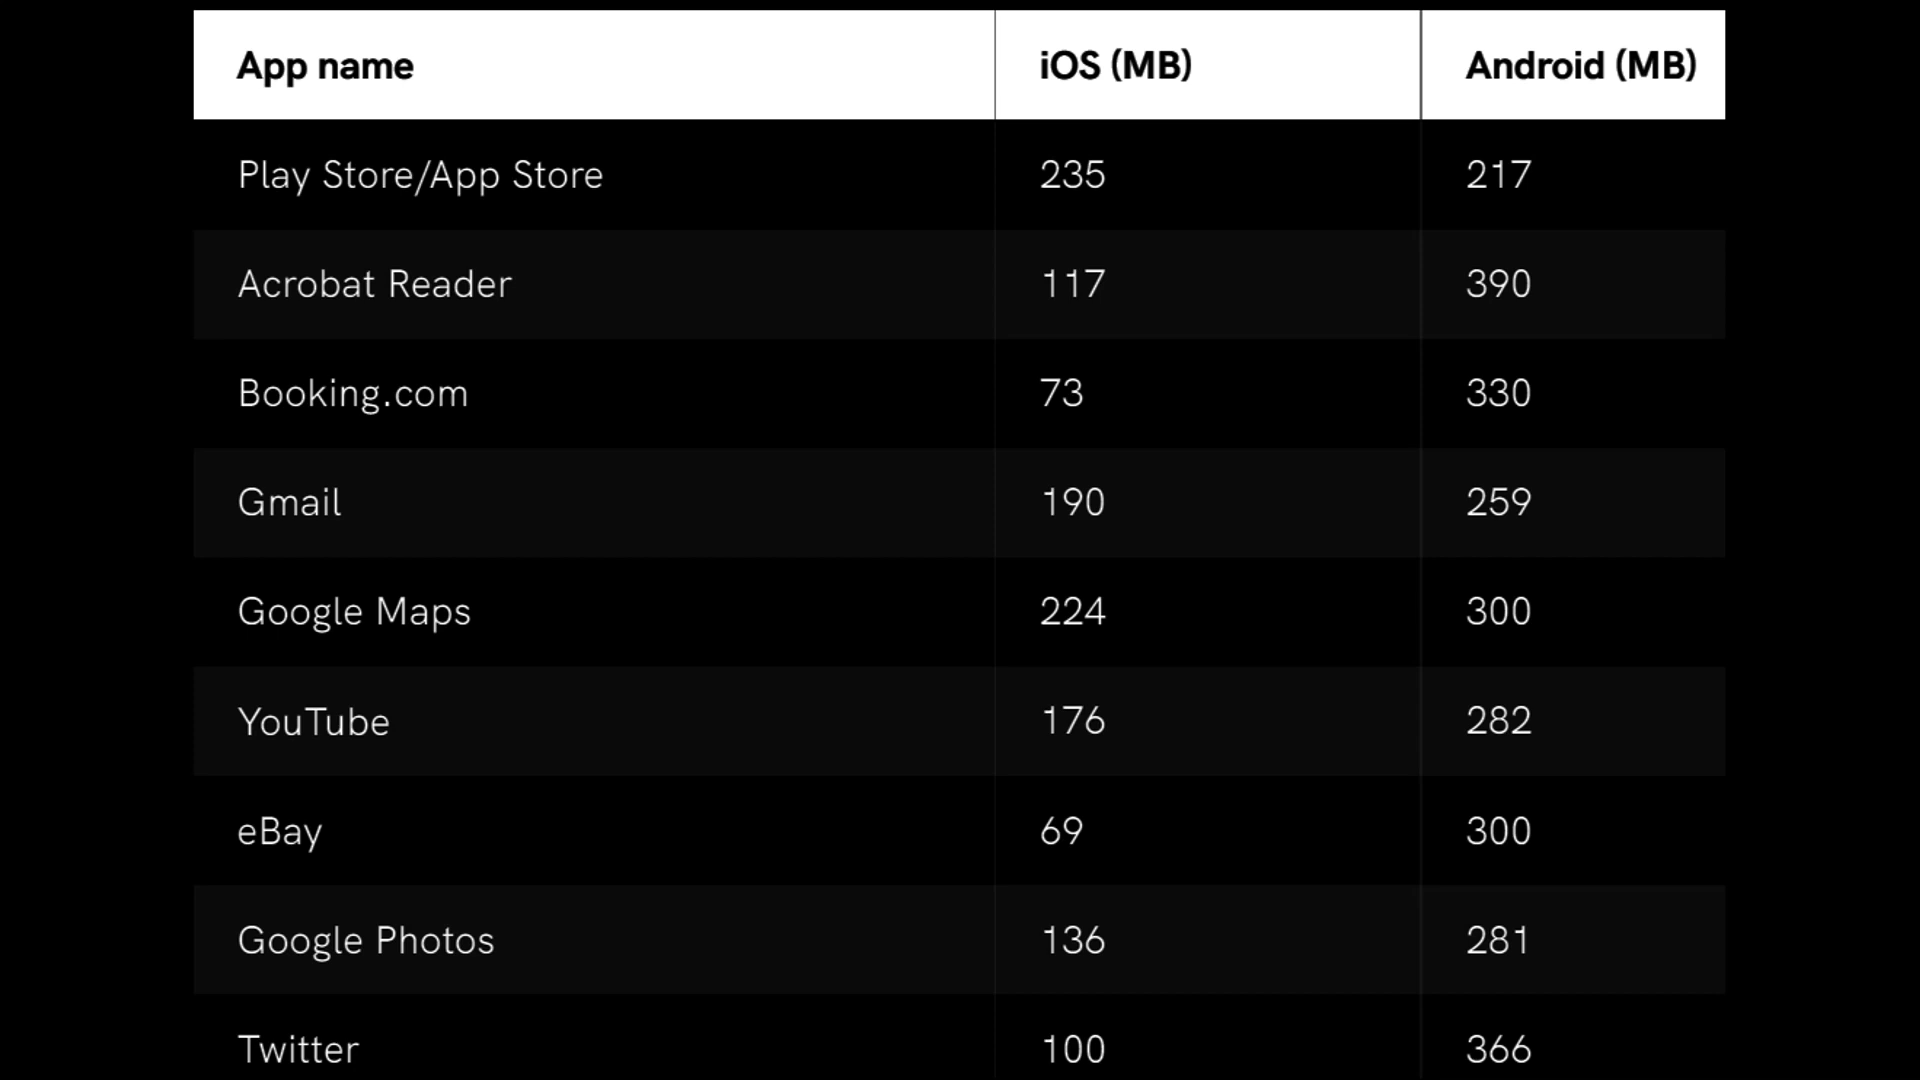 App name iOS (MB) Android (MB)
Play Store/App Store 235 217
Acrobat Reader 117 390
Booking.com 73 330
Gmail 190 259
Google Maps 224 300
YouTube 176 282
eBay 69 300
Google Photos 136 281
Twitter 100 366